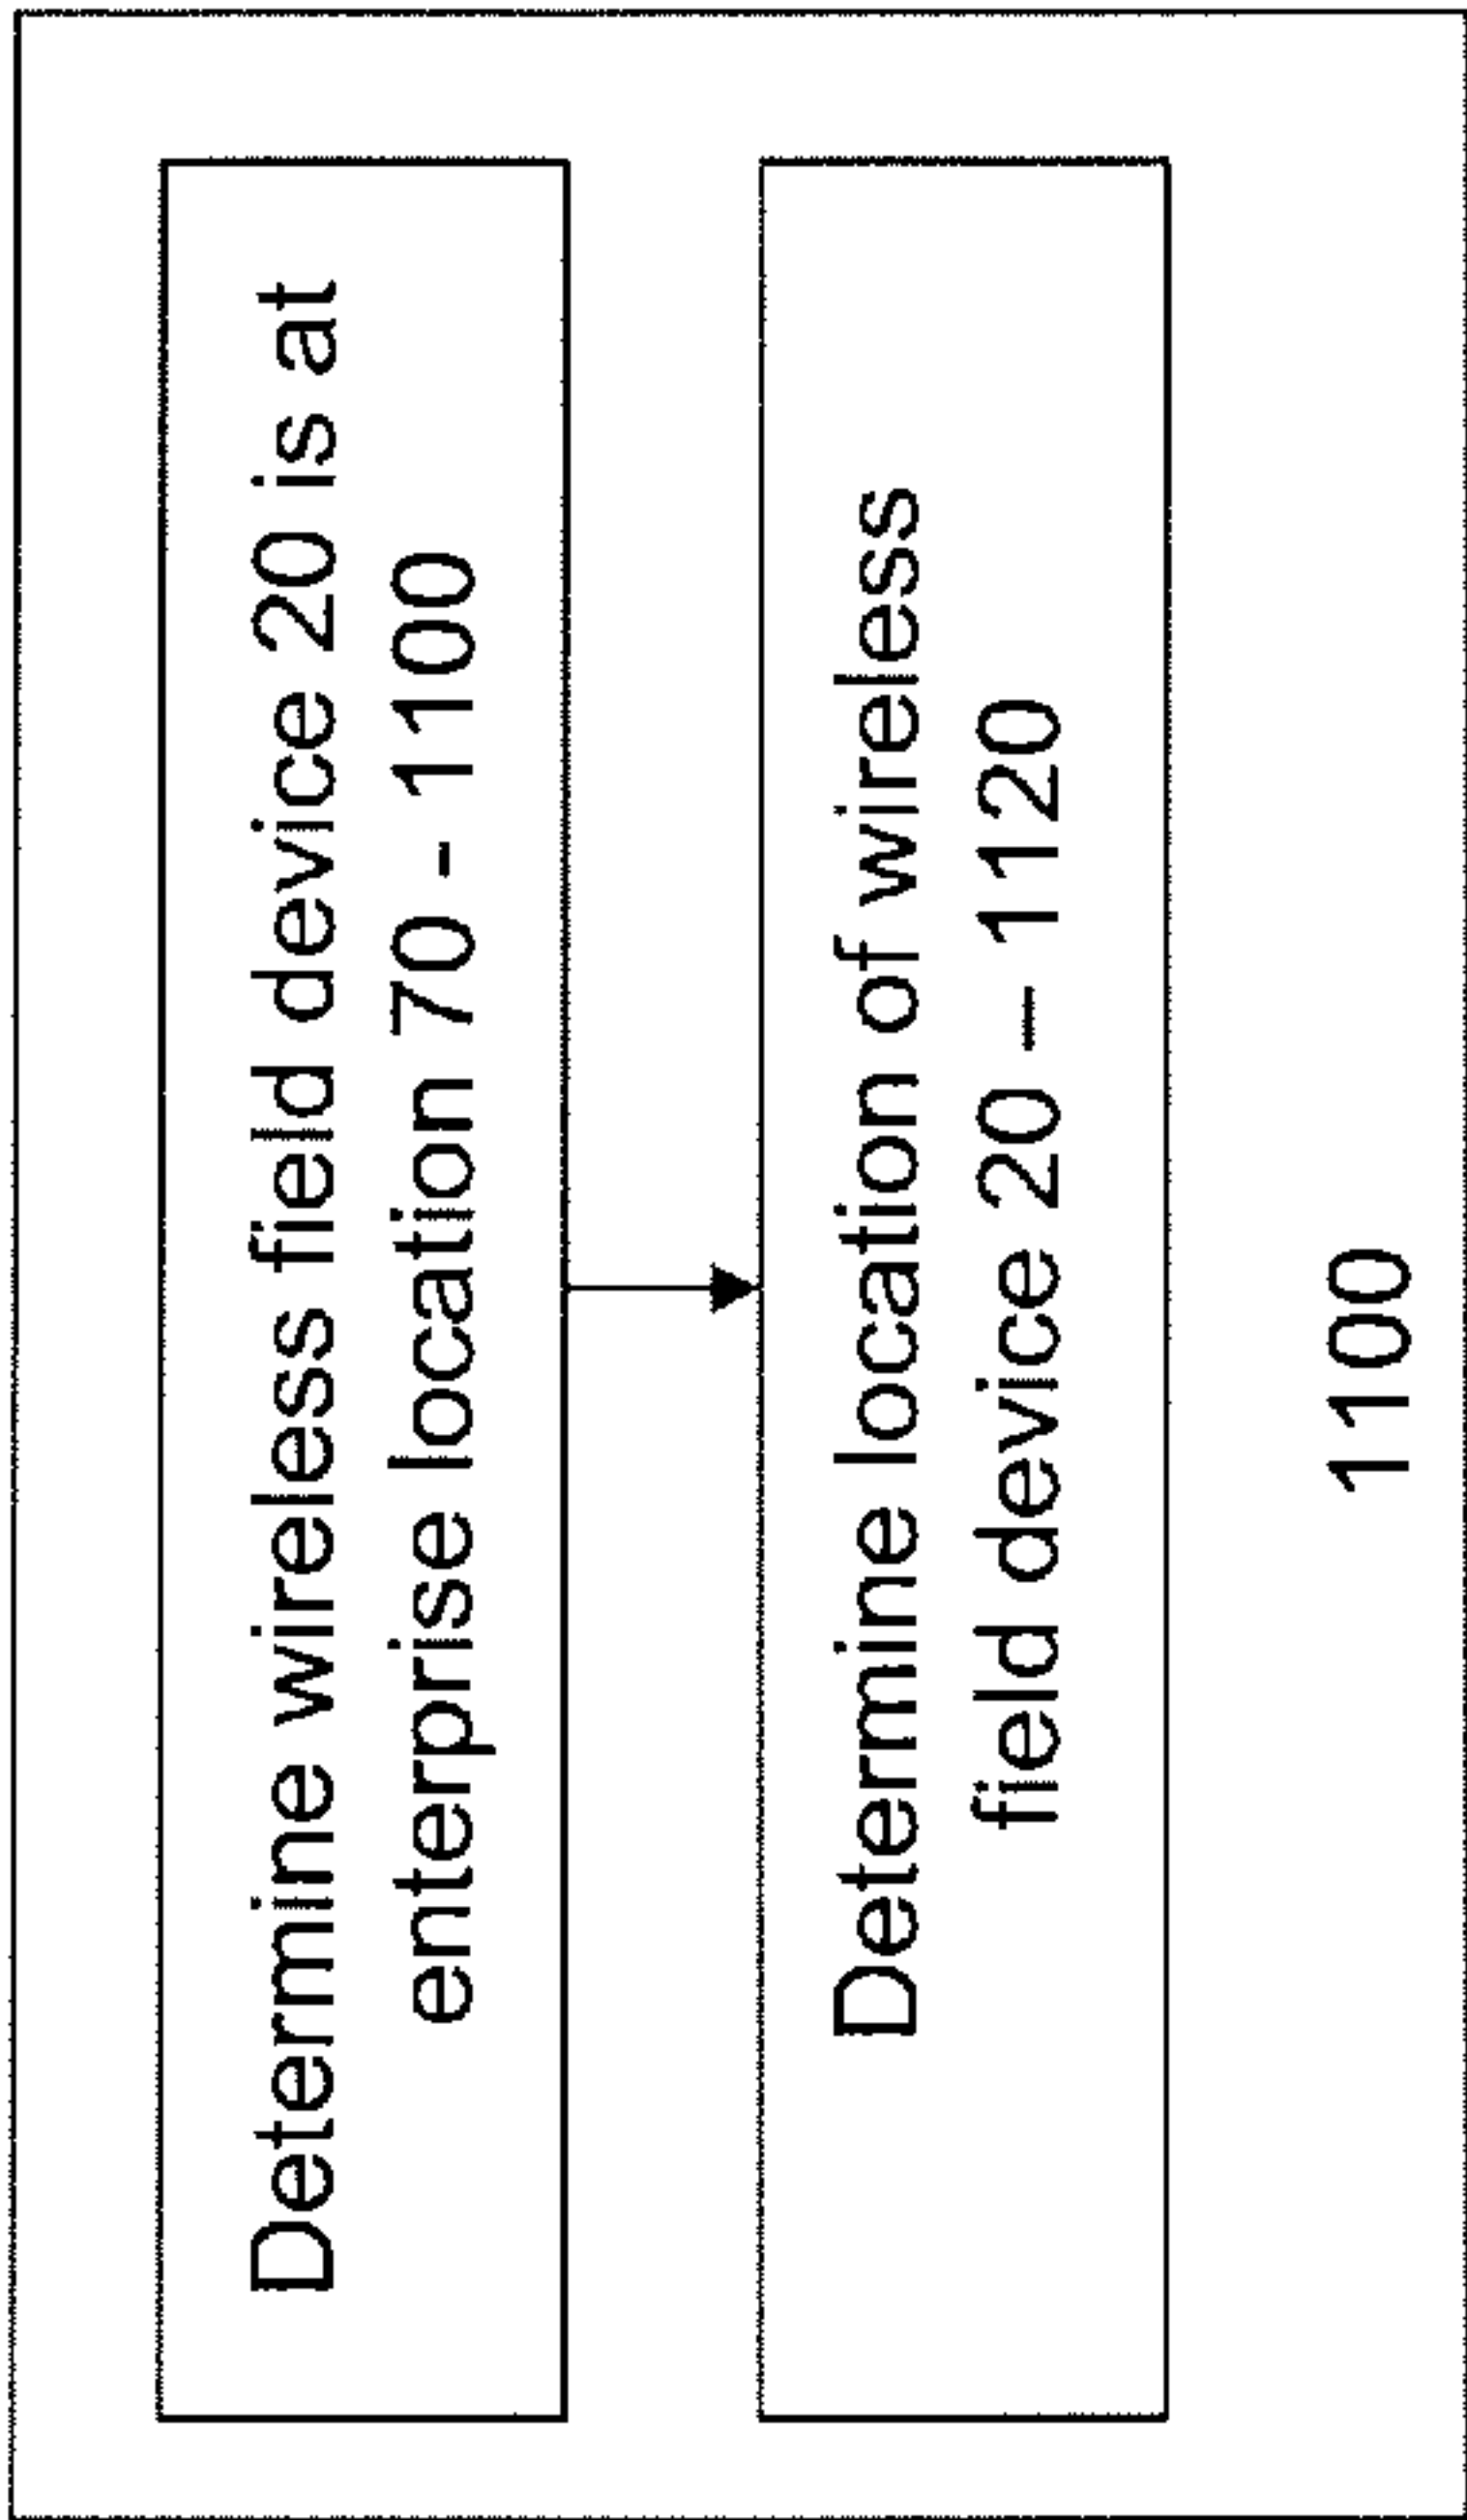 Determine wireless field device 20 is at
enterprise location 70 - 1100
Determine location of wireless
field device 20 – 1120
1100